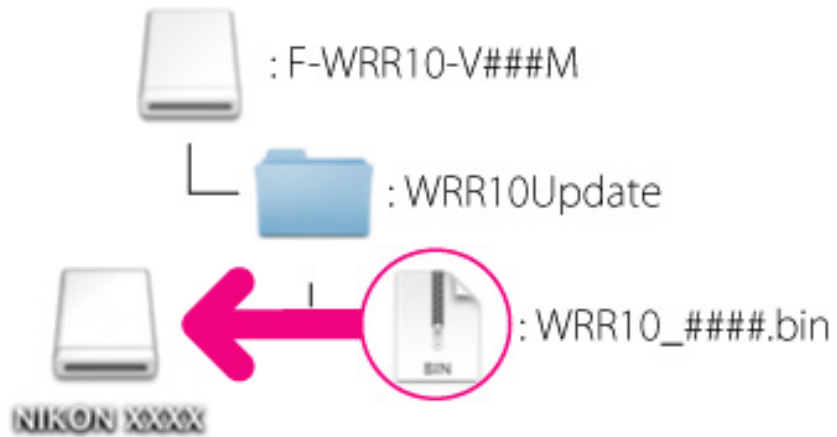 : F-WRR10-V###M
: WRR10Update
: WRR10_####.bin
BIN
NIKON XXXX